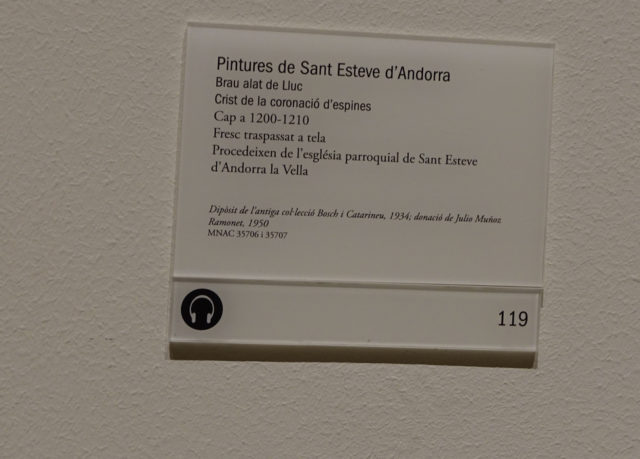 Pintures de Sant Esteve d'Andorra
Brau alat de Lluc
Crist de la coronació d'espines
Cap a 1200-1210
Fresc traspassat a tela
Procedeixen de l'església parroquial de Sant Esteve
d'Andorra la Vella
Dipòsit de l'antiga col·lecció Bosch i Catarineu, 1934; donació de Julio Muñoz
Ramonet, 1950
MNAC 35706 i 35707
119